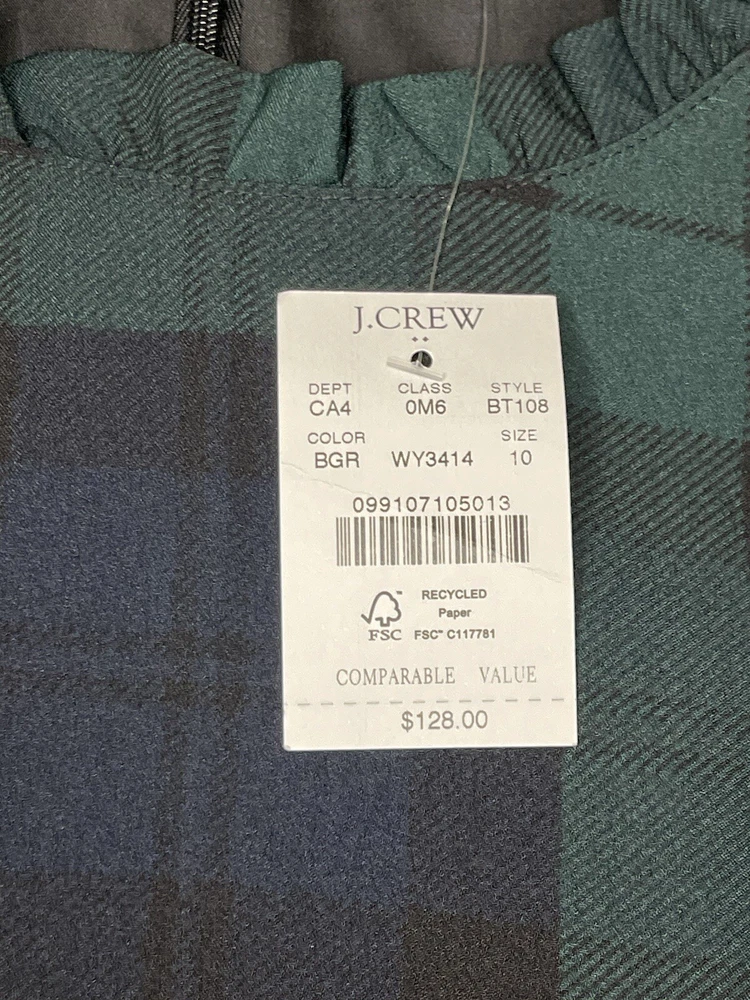 J.CREW
DEPT CLASS STYLE
CA4 0M6 BT108
COLOR SIZE
BGR WY3414 10
099107105013
RECYCLED
Paper
FSC™ FSC™ C117781
COMPARABLE VALUE
$128.00